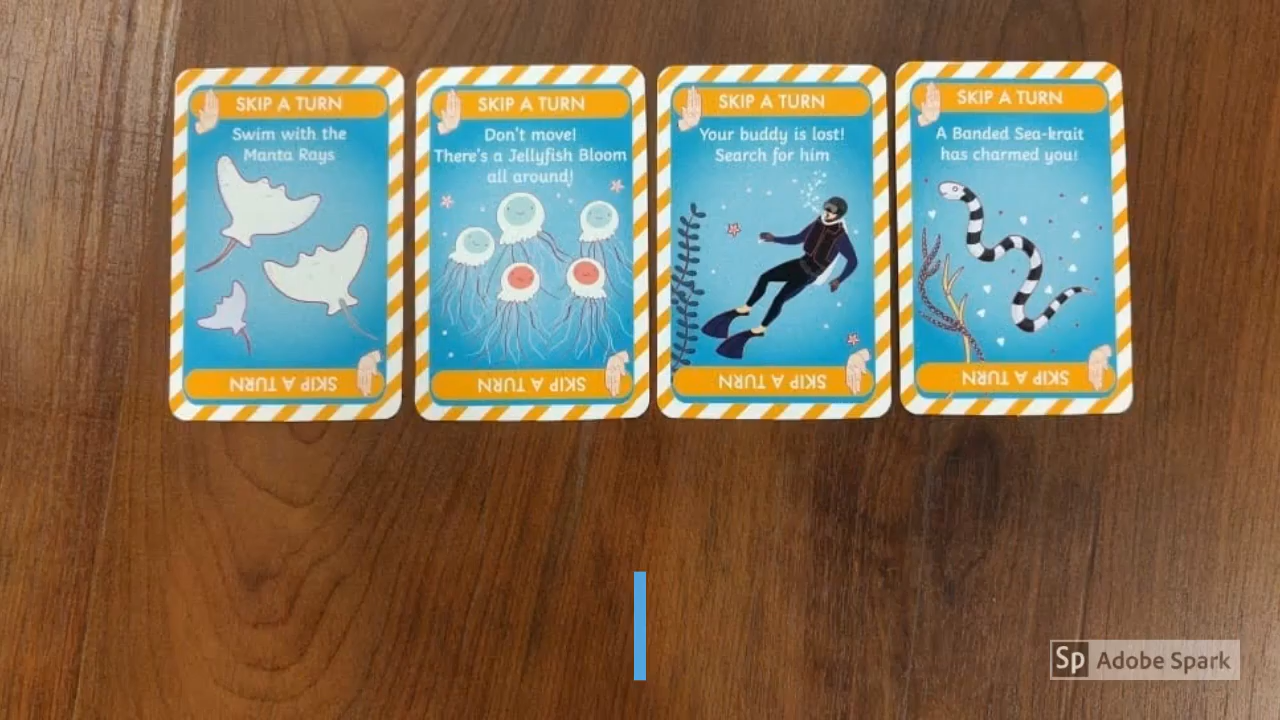 SKIP A TURN
Swim with the
Manta Rays
SKIP A TURN
SKIP A TURN
Don't move!
There's a Jellyfish Bloom
all around!
SKIP A TURN
SKIP A TURN
Your buddy is lost!
Search for him
SKIP A TURN
SKIP A TURN
A Banded Sea-krait
has charmed you!
SKIP A TURN
Sp Adobe Spark